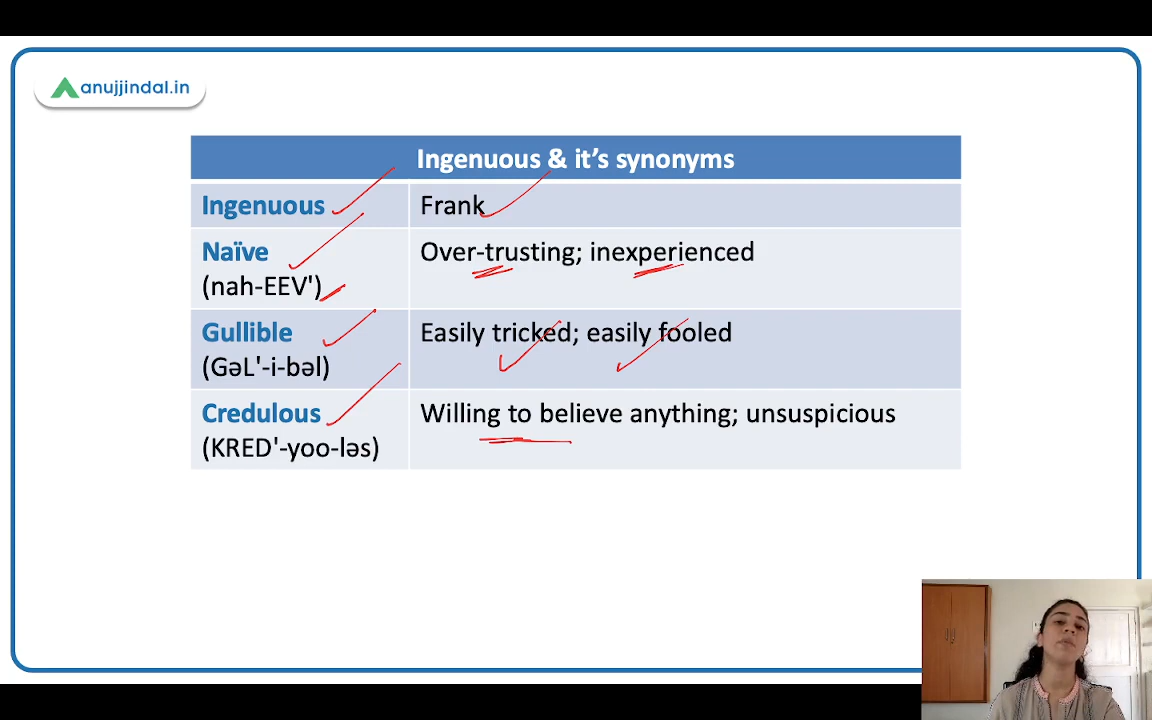 anujjindal.in
Ingenuous & it's synonyms
Ingenuous Frank
Naïve Over-trusting; inexperienced
(nah-EEV')
Gullible Easily tricked; easily fooled
(GəL'-i-bəl)
Credulous Willing to believe anything; unsuspicious
(KRED'-yoo-ləs)